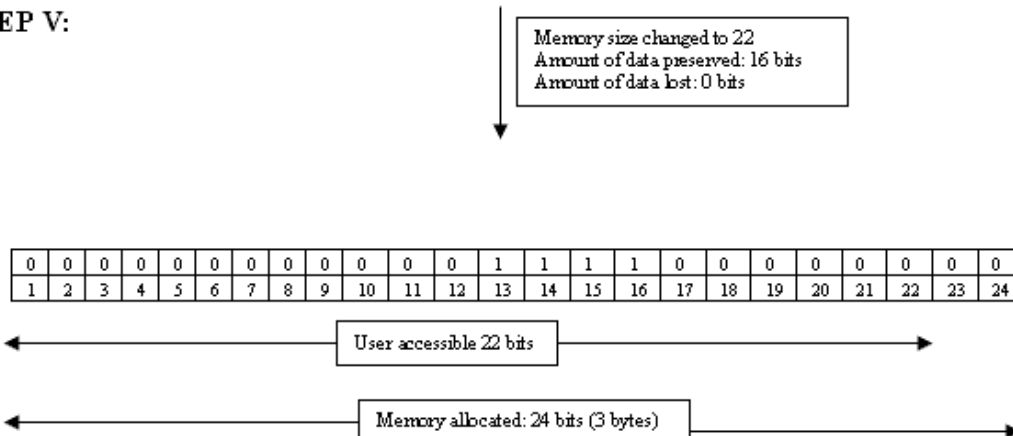 EP V:
Memory size changed to 22
Amount of data preserved: 16 bits
Amount of data lost: 0 bits
0 0 0 0 0 0 0 0 0 0 0 0 1 1 1 1 0 0 0 0 0 0 0 0
1 2 3 4 5 6 7 8 9 10 11 12 13 14 15 16 17 18 19 20 21 22 23 24
User accessible 22 bits
Memory allocated: 24 bits (3 bytes)